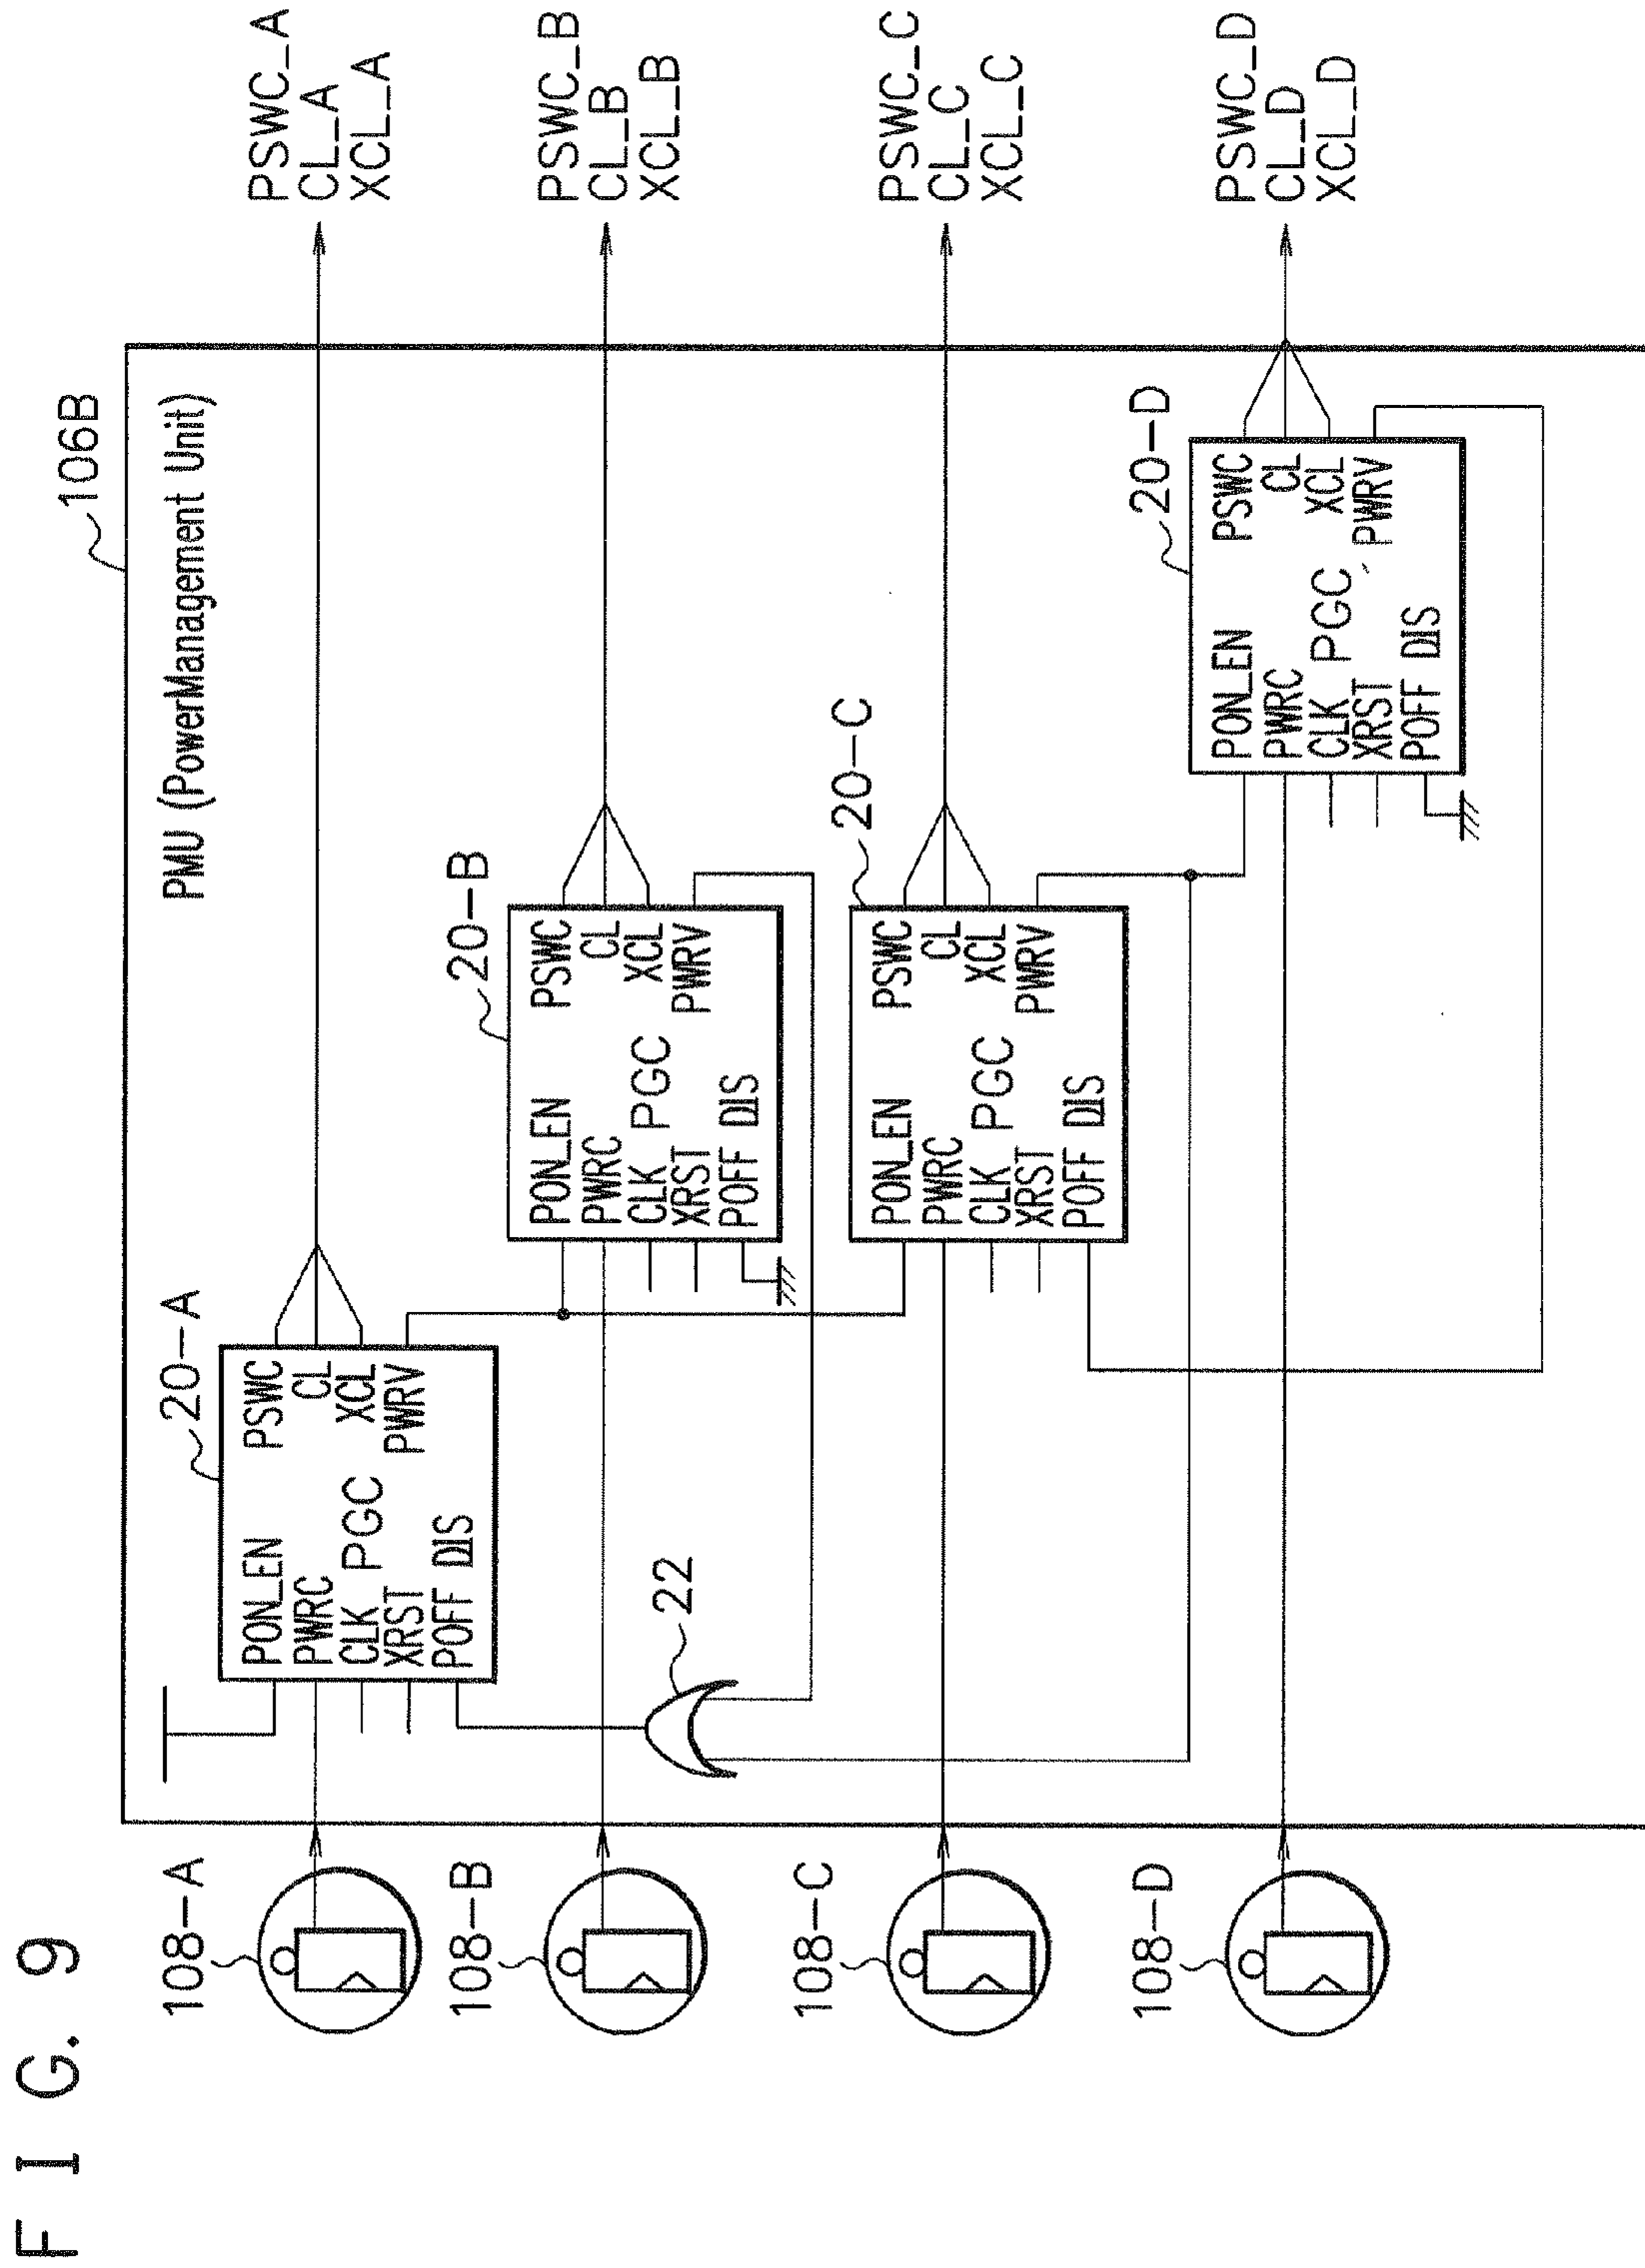 F I G. 9
106B
PMU (PowerManagement Unit)
108-A
20-A
PON_EN PSWC
PWRC CL
CLK PGC XCL
XRST PWRV
POFF DIS
PSWC_A
CL_A
XCL_A
108-B
20-B
PON_EN PSWC
PWRC CL
CLK PGC XCL
XRST PWRV
POFF DIS
PSWC_B
CL_B
XCL_B
22
108-C
20-C
PON_EN PSWC
PWRC CL
CLK PGC XCL
XRST PWRV
POFF DIS
PSWC_C
CL_C
XCL_C
108-D
20-D
PON_EN PSWC
PWRC CL
CLK PGC XCL
XRST PWRV
POFF DIS
PSWC_D
CL_D
XCL_D